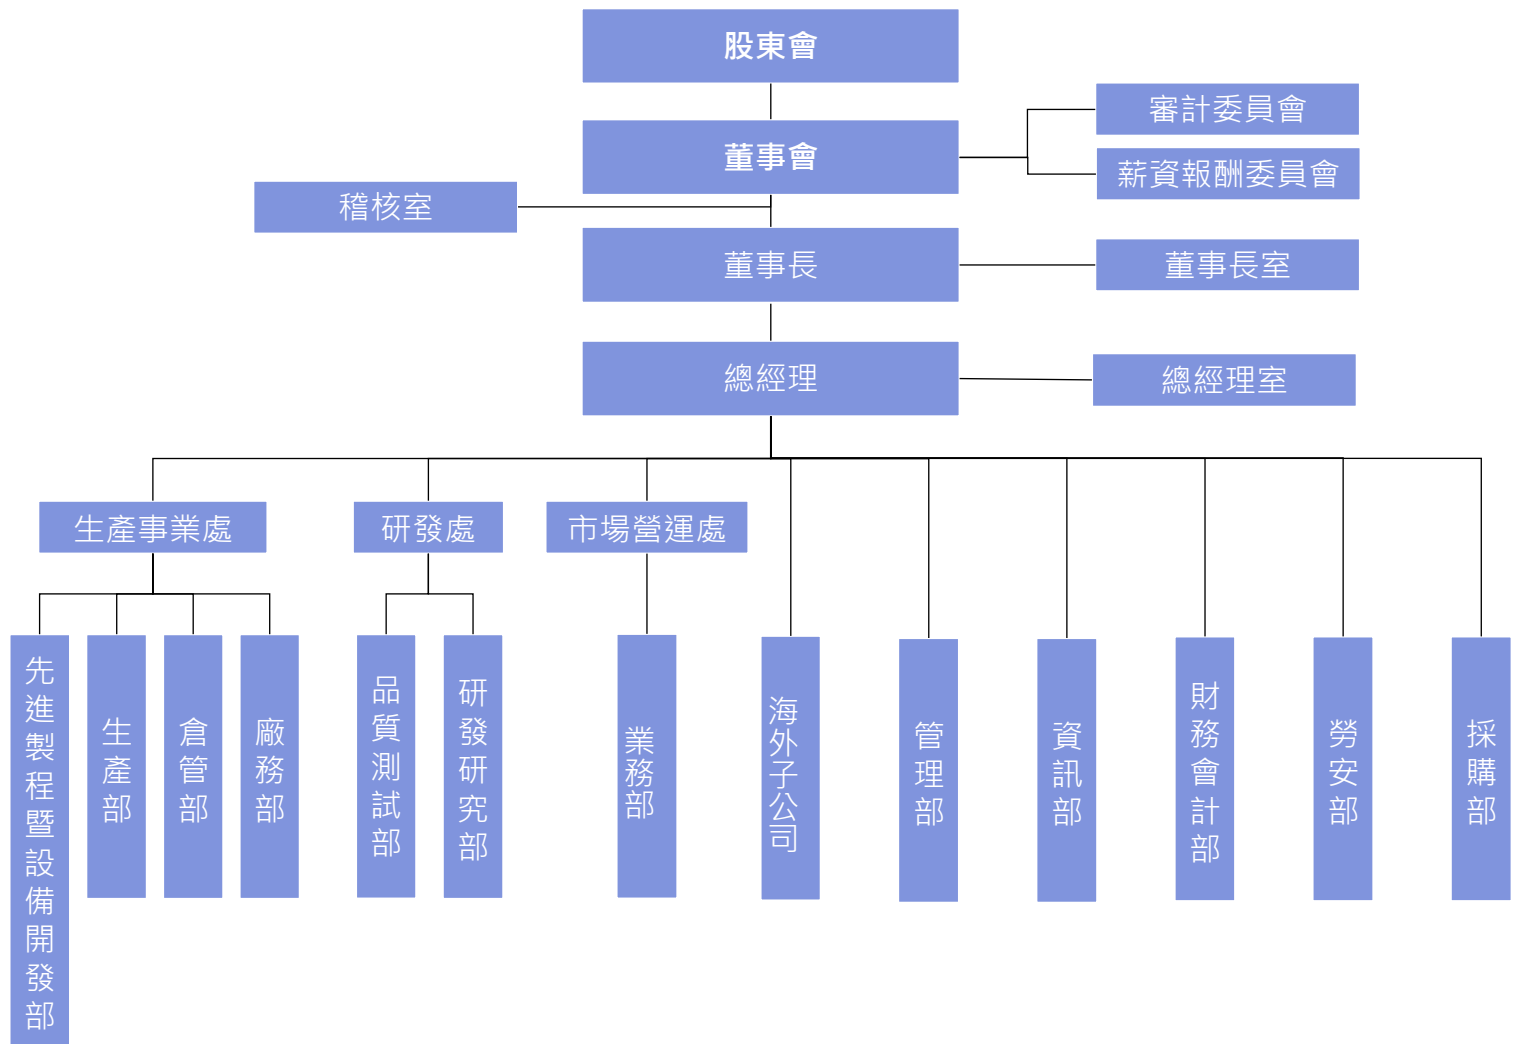 股東會
審計委員會
董事會
薪資報酬委員會
稽核室
董事長
董事長室
總經理
總經理室
生產事業處
研發處
市場營運處
先進製程暨設備開發部
生產部
倉管部
廠務部
品質測試部
研發研究部
業務部
海外子公司
管理部
資訊部
財務會計部
勞安部
採購部